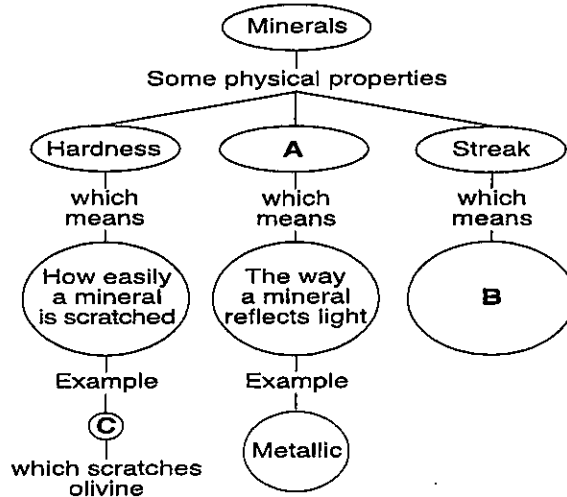 Minerals
Some physical properties
Hardness
A
Streak
which
means
which
means
which
means
How easily
a mineral
is scratched
The way
a mineral
reflects light
B
Example
Example
C
Metallic
which scratches
olivine